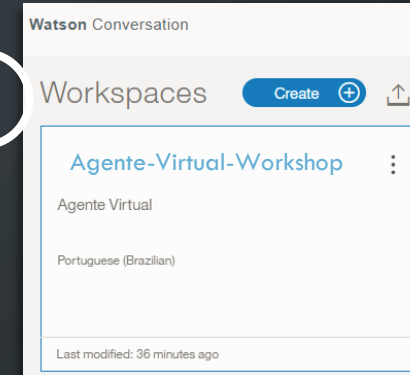 Watson Conversation
Workspaces Create
Agente-Virtual-Workshop
Agente Virtual
Portuguese (Brazilian)
Last modified: 36 minutes ago